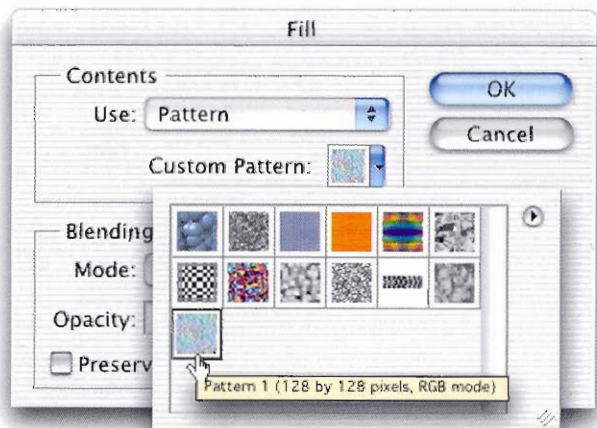 Fill
Contents
Use: Pattern
OK
Cancel
Custom Pattern:
Blending
Mode:
Opacity:
Preserv
Pattern 1 (128 by 128 pixels, RGB mode)